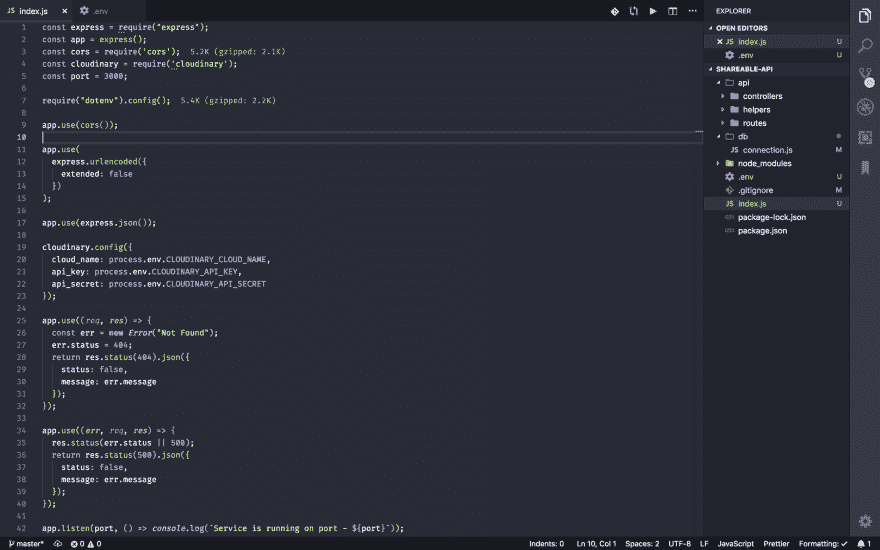 index.js
.env
1 const express = require("express");
2 const app = express();
3 const cors = require('cors'); 5.2K (gzipped: 2.1K)
4 const cloudinary = require('cloudinary');
5 const port = 3000;
6
7 require("dotenv").config(); 5.4K (gzipped: 2.2K)
8
9 app.use(cors());
10
11 app.use(
12 express.urlencoded({
13 extended: false
14 })
15 );
16
17 app.use(express.json());
18
19 cloudinary.config({
20 cloud_name: process.env.CLOUDINARY_CLOUD_NAME,
21 api_key: process.env.CLOUDINARY_API_KEY,
22 api_secret: process.env.CLOUDINARY_API_SECRET
23 });
24
25 app.use((req, res) => {
26 const err = new Error("Not Found");
27 err.status = 404;
28 return res.status(404).json({
29 status: false,
30 message: err.message
31 });
32 });
33
34 app.use((err, req, res) => {
35 res.status(err.status || 500);
36 return res.status(500).json({
37 status: false,
38 message: err.message
39 });
40 });
41
42 app.listen(port, () => console.log(`Service is running on port - ${port}`));
EXPLORER
OPEN EDITORS
JS index.js U
.env U
SHAREABLE-API
api
controllers
helpers
routes
db
JS connection.js M
node_modules
.env U
.gitignore M
JS index.js U
package-lock.json
package.json
master* 0 0 Indents: 0 Ln 10, Col 1 Spaces: 2 UTF-8 LF JavaScript Prettier Formatting: ✓ 1